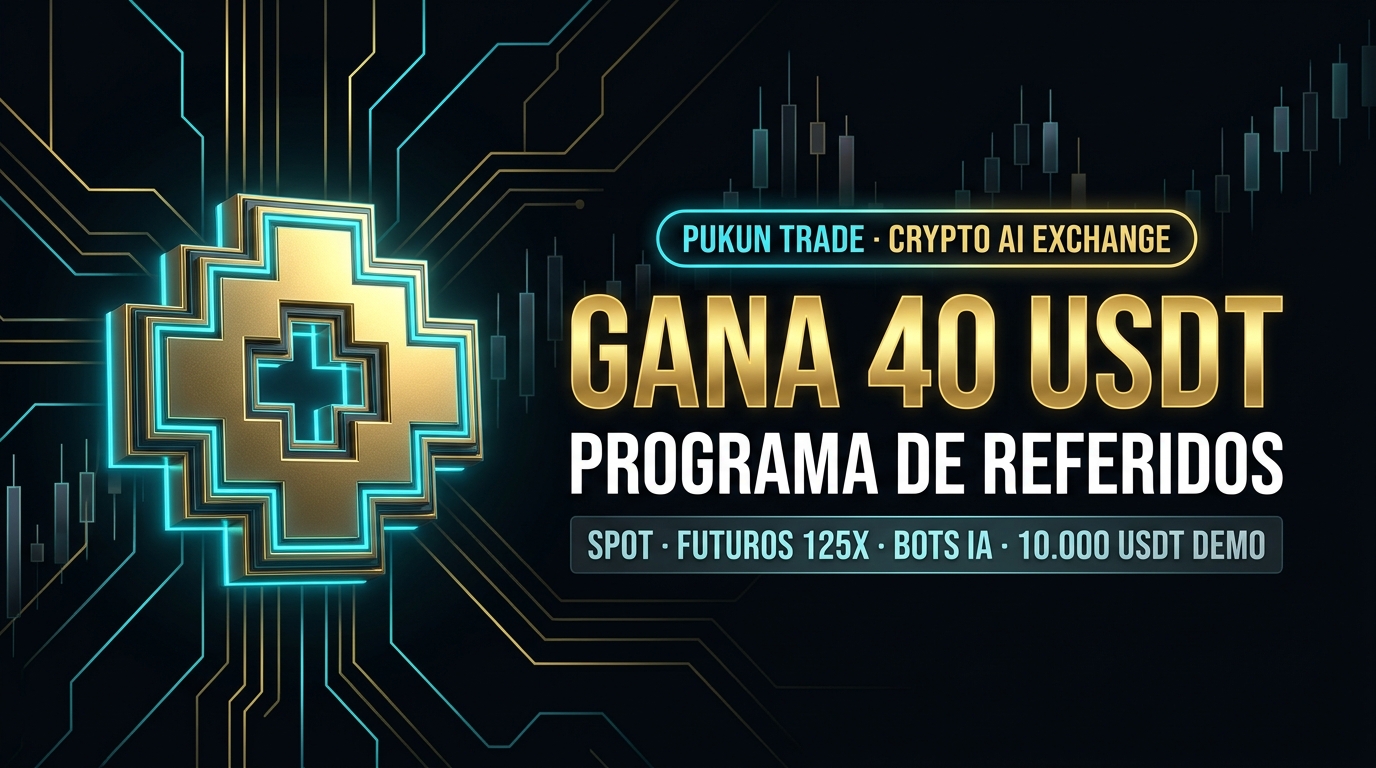 PUKUN TRADE · CRYPTO AI EXCHANGE
GANA 40 USDT
PROGRAMA DE REFERIDOS
SPOT · FUTUROS 125X · BOTS IA · 10.000 USDT DEMO